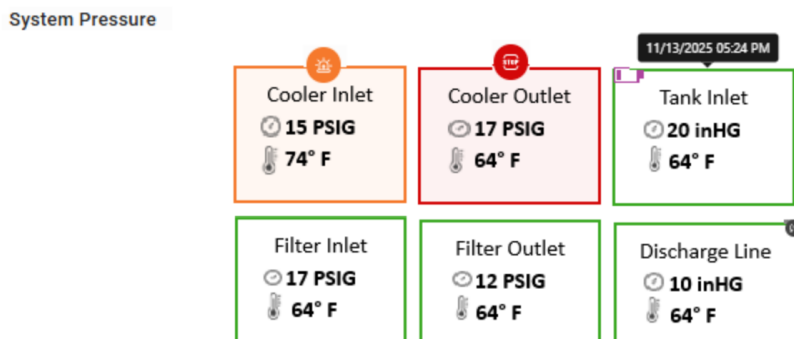 System Pressure
11/13/2025 05:24 PM
STOP
Cooler Inlet
15 PSIG
74° F
Cooler Outlet
17 PSIG
64° F
Tank Inlet
20 inHG
64° F
Filter Inlet
17 PSIG
64° F
Filter Outlet
12 PSIG
64° F
Discharge Line
10 inHG
64° F